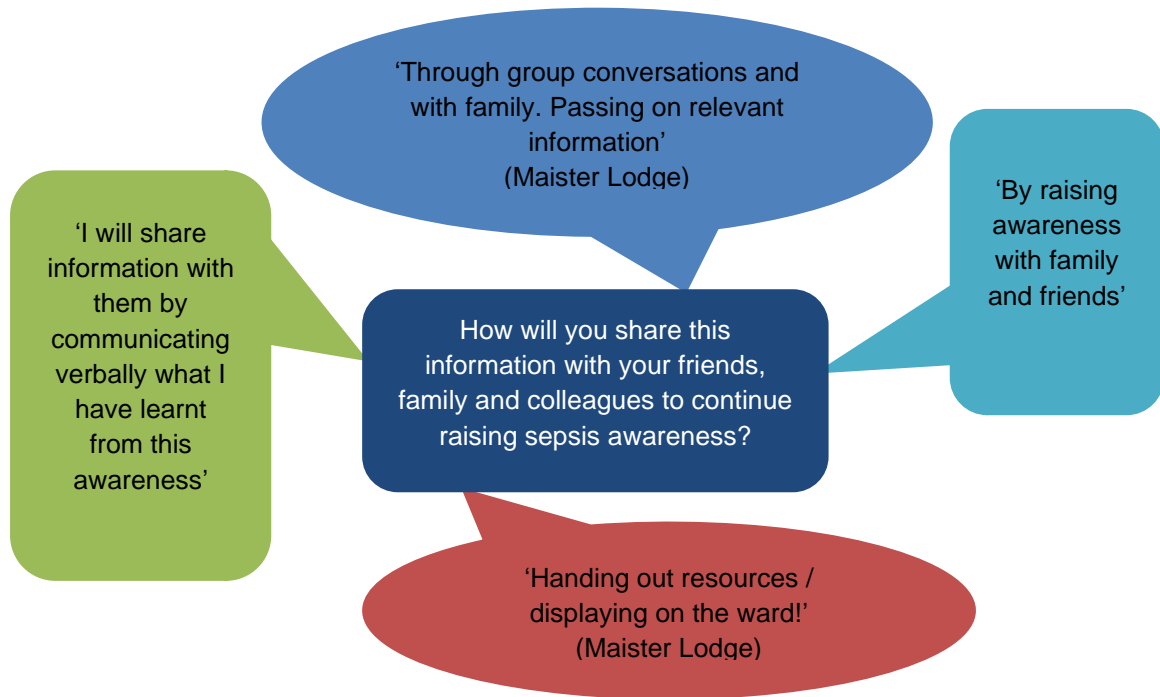 ‘Through group conversations and
with family. Passing on relevant
information’
(Maister Lodge)
‘I will share
information with
them by
communicating
verbally what I
have learnt
from this
awareness’
‘By raising
awareness
with family
and friends’
How will you share this
information with your friends,
family and colleagues to continue
raising sepsis awareness?
‘Handing out resources /
displaying on the ward!’
(Maister Lodge)